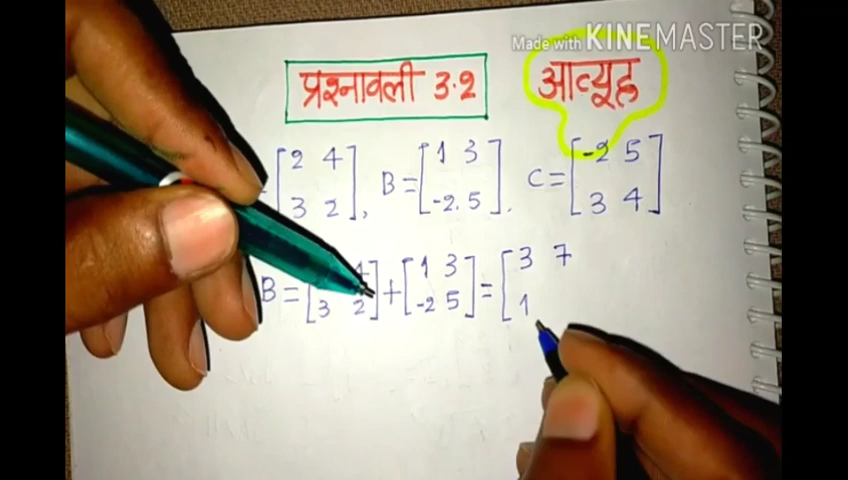 Made with KINEMASTER
प्रश्नावली 3.2 आव्यूह
= [2 4 3 2], B = [1 3 -2. 5]. C = [-2 5 3 4]
B = [4 3 2] + [1 3 -2 5] = [3 7 1